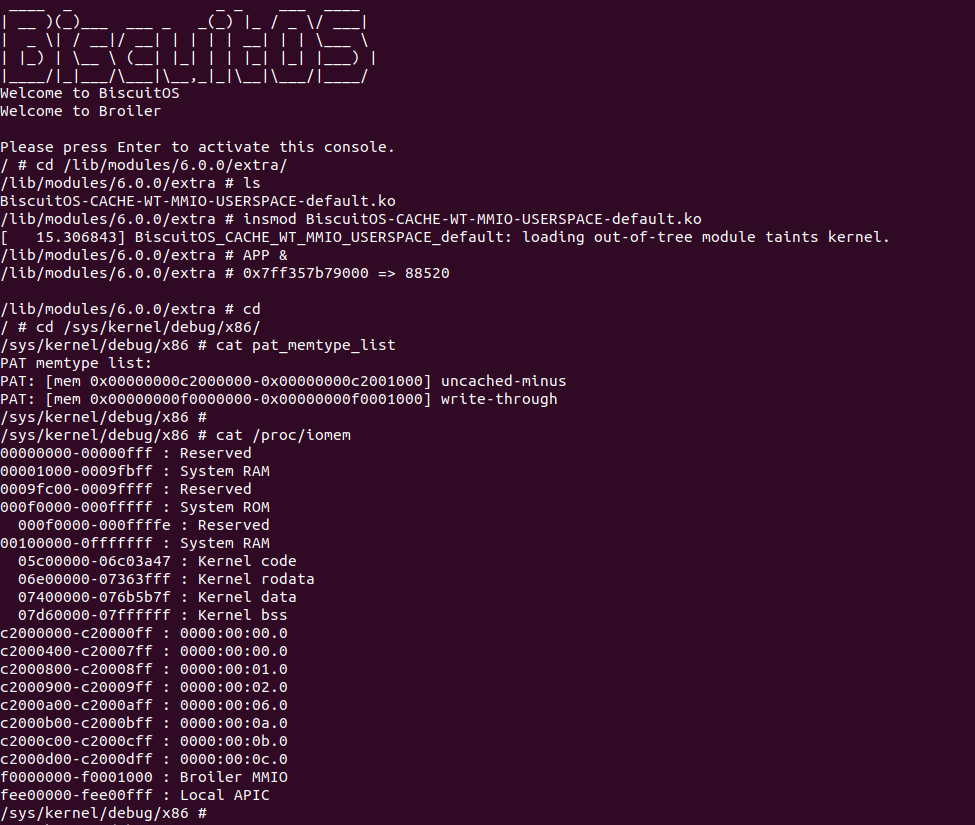 ____  _                _ _    ___  ____
| __ )(_)___  ___ _   _(_) |_ / _ \/ ___|
|  _ \| / __|/ __| | | | | __| | | \___ \
| |_) | \__ \ (__| |_| | | |_| |_| |___) |
|____/|_|___/\___|\__,_|_|\__|\___/|____/
Welcome to BiscuitOS
Welcome to Broiler
Please press Enter to activate this console.
/ # cd /lib/modules/6.0.0/extra/
/lib/modules/6.0.0/extra # ls
BiscuitOS-CACHE-WT-MMIO-USERSPACE-default.ko
/lib/modules/6.0.0/extra # insmod BiscuitOS-CACHE-WT-MMIO-USERSPACE-default.ko
[   15.306843] BiscuitOS_CACHE_WT_MMIO_USERSPACE_default: loading out-of-tree module taints kernel.
/lib/modules/6.0.0/extra # APP &
/lib/modules/6.0.0/extra # 0x7ff357b79000 => 88520
/lib/modules/6.0.0/extra # cd
/ # cd /sys/kernel/debug/x86/
/sys/kernel/debug/x86 # cat pat_memtype_list
PAT memtype list:
PAT: [mem 0x00000000c2000000-0x00000000c2001000] uncached-minus
PAT: [mem 0x00000000f0000000-0x00000000f0001000] write-through
/sys/kernel/debug/x86 #
/sys/kernel/debug/x86 # cat /proc/iomem
00000000-00000fff : Reserved
00001000-0009fbff : System RAM
0009fc00-0009ffff : Reserved
000f0000-000fffff : System ROM
  000f0000-000ffffe : Reserved
00100000-0fffffff : System RAM
  05c00000-06c03a47 : Kernel code
  06e00000-07363fff : Kernel rodata
  07400000-076b5b7f : Kernel data
  07d60000-07ffffff : Kernel bss
c2000000-c20000ff : 0000:00:00.0
c2000400-c20007ff : 0000:00:00.0
c2000800-c20008ff : 0000:00:01.0
c2000900-c20009ff : 0000:00:02.0
c2000a00-c2000aff : 0000:00:06.0
c2000b00-c2000bff : 0000:00:0a.0
c2000c00-c2000cff : 0000:00:0b.0
c2000d00-c2000dff : 0000:00:0c.0
f0000000-f0001000 : Broiler MMIO
fee00000-fee00fff : Local APIC
/sys/kernel/debug/x86 #